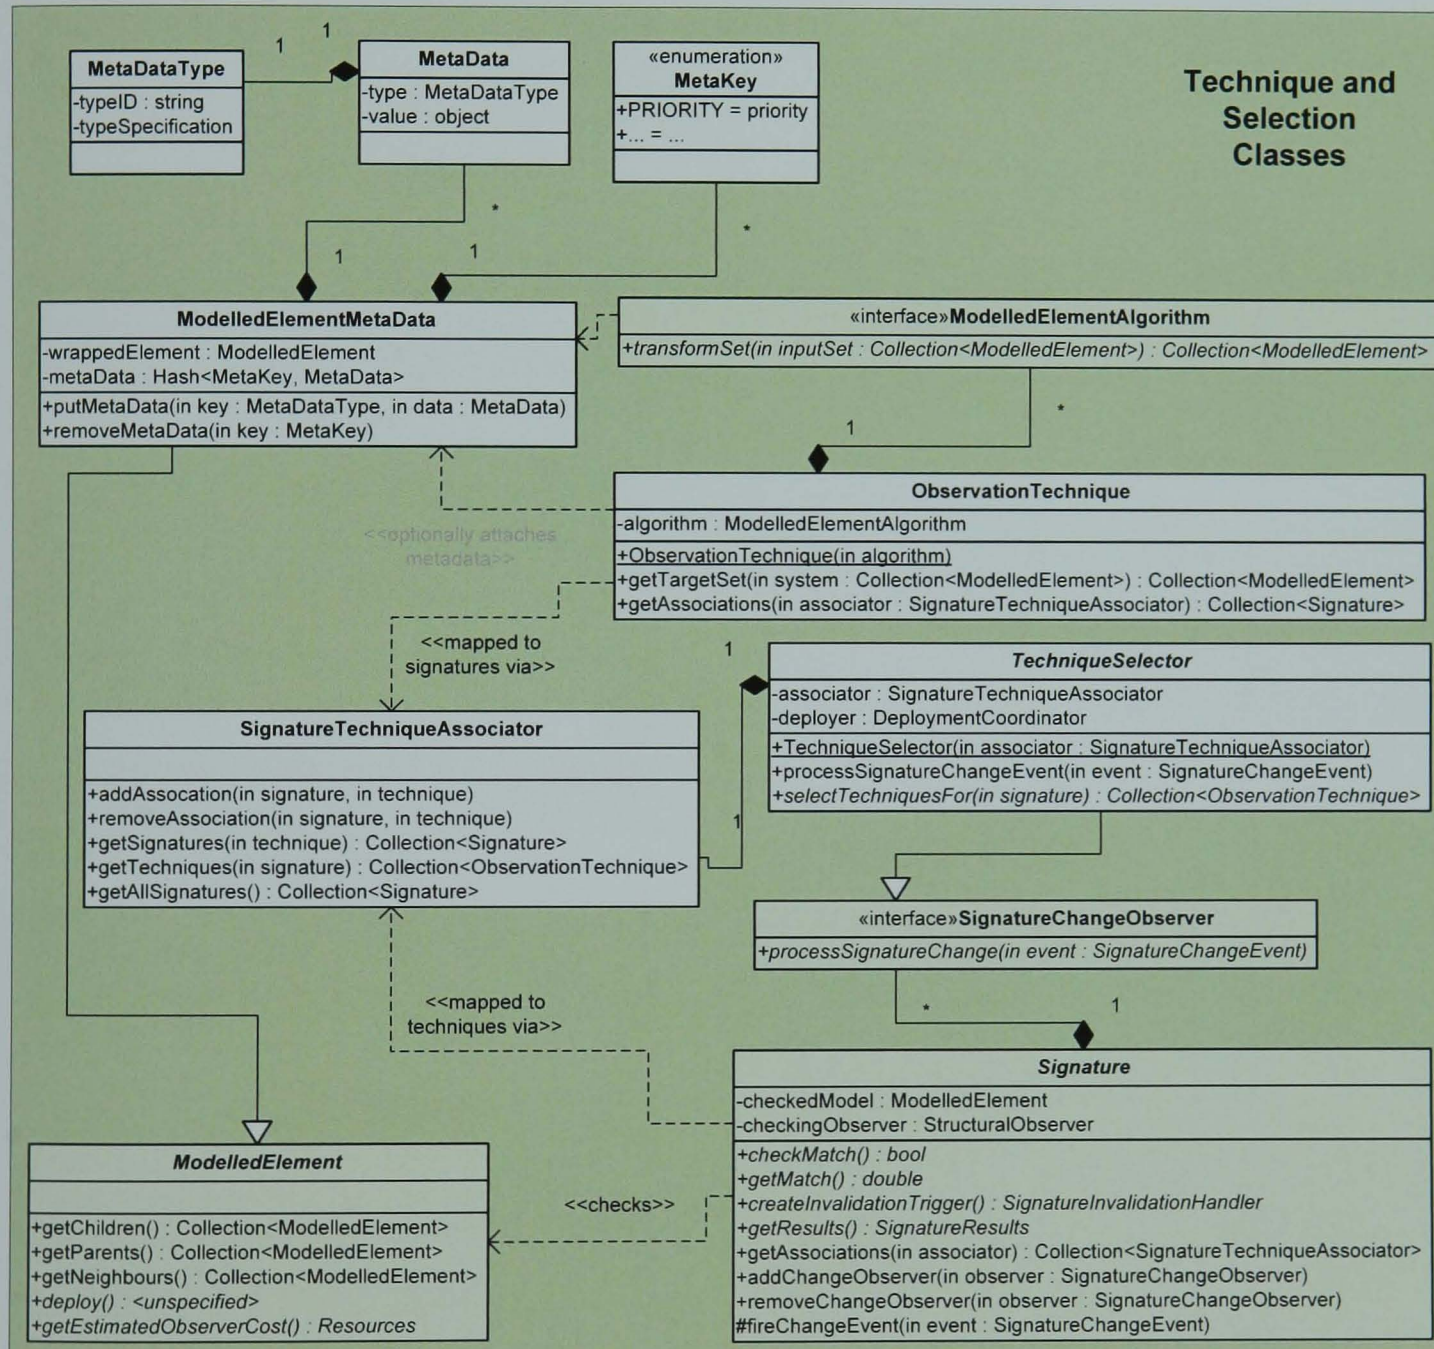 Technique and
Selection
Classes
1
1
MetaDataType
-typeID : string
-typeSpecification
MetaData
-type : MetaDataType
-value : object
«enumeration»
MetaKey
+PRIORITY = priority
+... = ...
*
*
1
1
ModelledElementMetaData
-wrappedElement : ModelledElement
-metaData : Hash<MetaKey, MetaData>
+putMetaData(in key : MetaDataType, in data : MetaData)
+removeMetaData(in key : MetaKey)
«interface»ModelledElementAlgorithm
+transformSet(in inputSet : Collection<ModelledElement>) : Collection<ModelledElement>
*
1
ObservationTechnique
-algorithm : ModelledElementAlgorithm
+ObservationTechnique(in algorithm)
+getTargetSet(in system : Collection<ModelledElement>) : Collection<ModelledElement>
+getAssociations(in associator : SignatureTechniqueAssociator) : Collection<Signature>
<<optionally attaches
metadata>>
<<mapped to
signatures via>>
1
TechniqueSelector
-associator : SignatureTechniqueAssociator
-deployer : DeploymentCoordinator
+TechniqueSelector(in associator : SignatureTechniqueAssociator)
+processSignatureChangeEvent(in event : SignatureChangeEvent)
+selectTechniquesFor(in signature) : Collection<ObservationTechnique>
SignatureTechniqueAssociator
+addAssocation(in signature, in technique)
+removeAssociation(in signature, in technique)
+getSignatures(in technique) : Collection<Signature>
+getTechniques(in signature) : Collection<ObservationTechnique>
+getAllSignatures() : Collection<Signature>
1
«interface»SignatureChangeObserver
+processSignatureChange(in event : SignatureChangeEvent)
*
1
<<mapped to
techniques via>>
Signature
-checkedModel : ModelledElement
-checkingObserver : StructuralObserver
+checkMatch() : bool
+getMatch() : double
+createInvalidationTrigger() : SignatureInvalidationHandler
+getResults() : SignatureResults
+getAssociations(in associator) : Collection<SignatureTechniqueAssociator>
+addChangeObserver(in observer : SignatureChangeObserver)
+removeChangeObserver(in observer : SignatureChangeObserver)
#fireChangeEvent(in event : SignatureChangeEvent)
<<checks>>
ModelledElement
+getChildren() : Collection<ModelledElement>
+getParents() : Collection<ModelledElement>
+getNeighbours() : Collection<ModelledElement>
+deploy() : <unspecified>
+getEstimatedObserverCost() : Resources